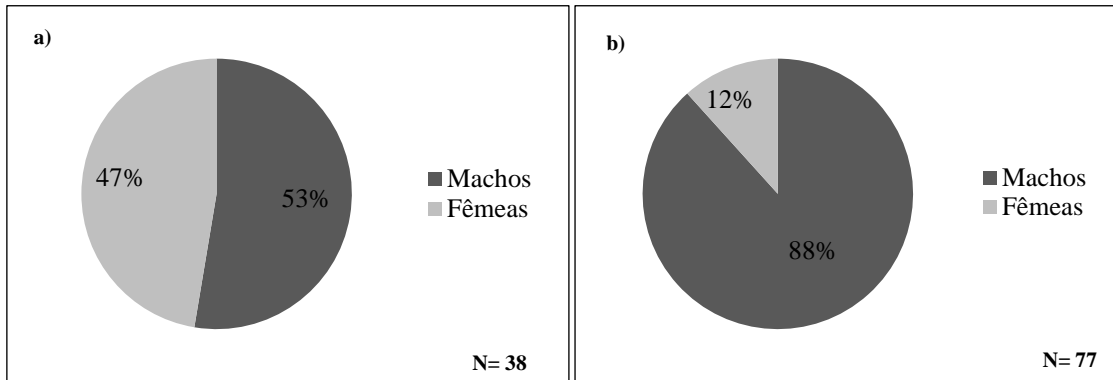 a)
47%
53%
Machos
Fêmeas
N= 38
b)
12%
88%
Machos
Fêmeas
N= 77